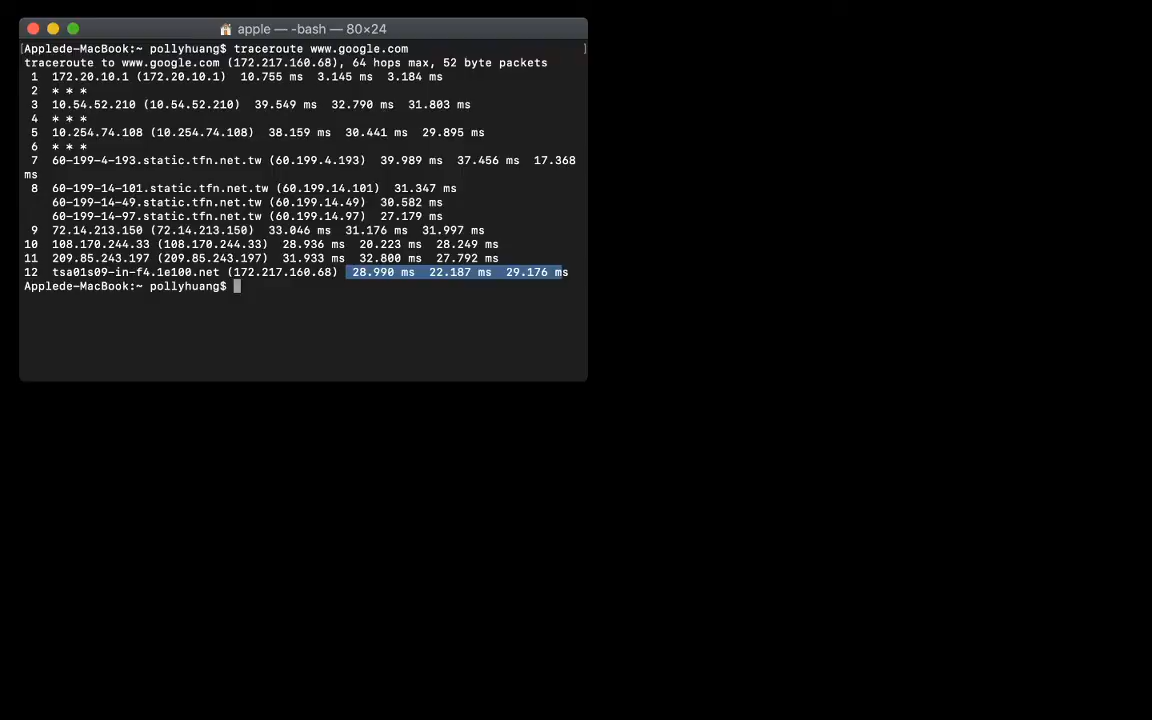 apple — -bash — 80×24
[Applede-MacBook:~ pollyhuang$ traceroute www.google.com ]
traceroute to www.google.com (172.217.160.68), 64 hops max, 52 byte packets
 1  172.20.10.1 (172.20.10.1)  10.755 ms  3.145 ms  3.184 ms
 2  * * *
 3  10.54.52.210 (10.54.52.210)  39.549 ms  32.790 ms  31.803 ms
 4  * * *
 5  10.254.74.108 (10.254.74.108)  38.159 ms  30.441 ms  29.895 ms
 6  * * *
 7  60-199-4-193.static.tfn.net.tw (60.199.4.193)  39.989 ms  37.456 ms  17.368
ms
 8  60-199-14-101.static.tfn.net.tw (60.199.14.101)  31.347 ms
    60-199-14-49.static.tfn.net.tw (60.199.14.49)  30.582 ms
    60-199-14-97.static.tfn.net.tw (60.199.14.97)  27.179 ms
 9  72.14.213.150 (72.14.213.150)  33.046 ms  31.176 ms  31.997 ms
10  108.170.244.33 (108.170.244.33)  28.936 ms  20.223 ms  28.249 ms
11  209.85.243.197 (209.85.243.197)  31.933 ms  32.800 ms  27.792 ms
12  tsa01s09-in-f4.1e100.net (172.217.160.68)  28.990 ms  22.187 ms  29.176 ms
Applede-MacBook:~ pollyhuang$